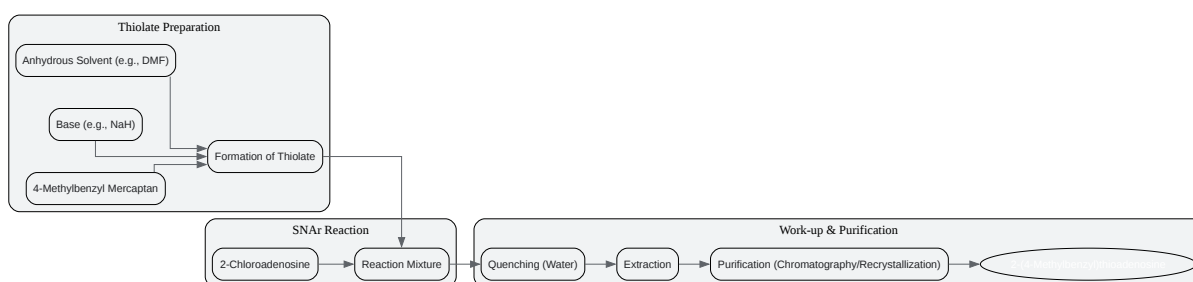 Thiolate Preparation
Anhydrous Solvent (e.g., DMF)
Base (e.g., NaH)
Formation of Thiolate
4-Methylbenzyl Mercaptan
SNAr Reaction
2-Chloroadenosine
Reaction Mixture
Work-up & Purification
Quenching (Water)
Extraction
Purification (Chromatography/Recrystallization)